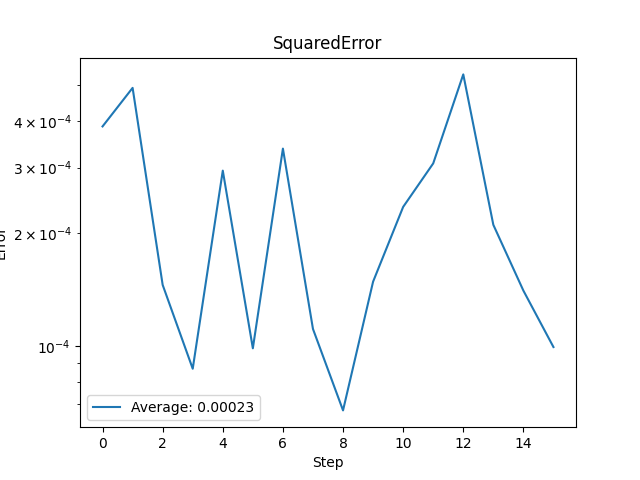 SquaredError
4 × 10⁻⁴
3 × 10⁻⁴
2 × 10⁻⁴
10⁻⁴
Error
Average: 0.00023
0 2 4 6 8 10 12 14
Step